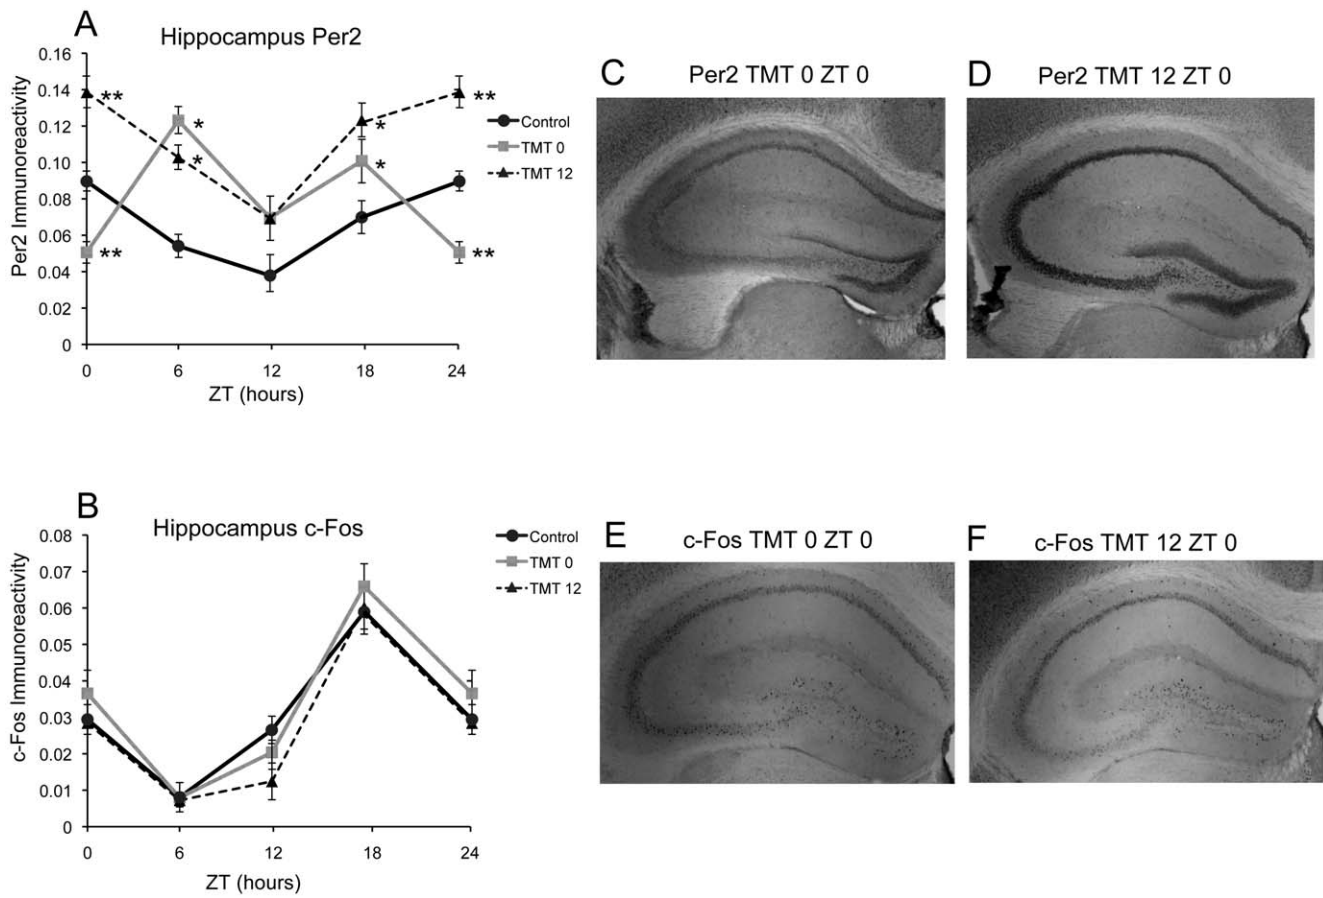 A
Hippocampus Per2
Per2 Immunoreactivity
0.16
0.14
0.12
0.10
0.08
0.06
0.04
0.02
0
** ** * * * * ** **
Control
TMT 0
TMT 12
0 6 12 18 24
ZT (hours)
C
Per2 TMT 0 ZT 0
D
Per2 TMT 12 ZT 0
B
Hippocampus c-Fos
c-Fos Immunoreactivity
0.08
0.07
0.06
0.05
0.04
0.03
0.02
0.01
0
Control
TMT 0
TMT 12
0 6 12 18 24
ZT (hours)
E
c-Fos TMT 0 ZT 0
F
c-Fos TMT 12 ZT 0